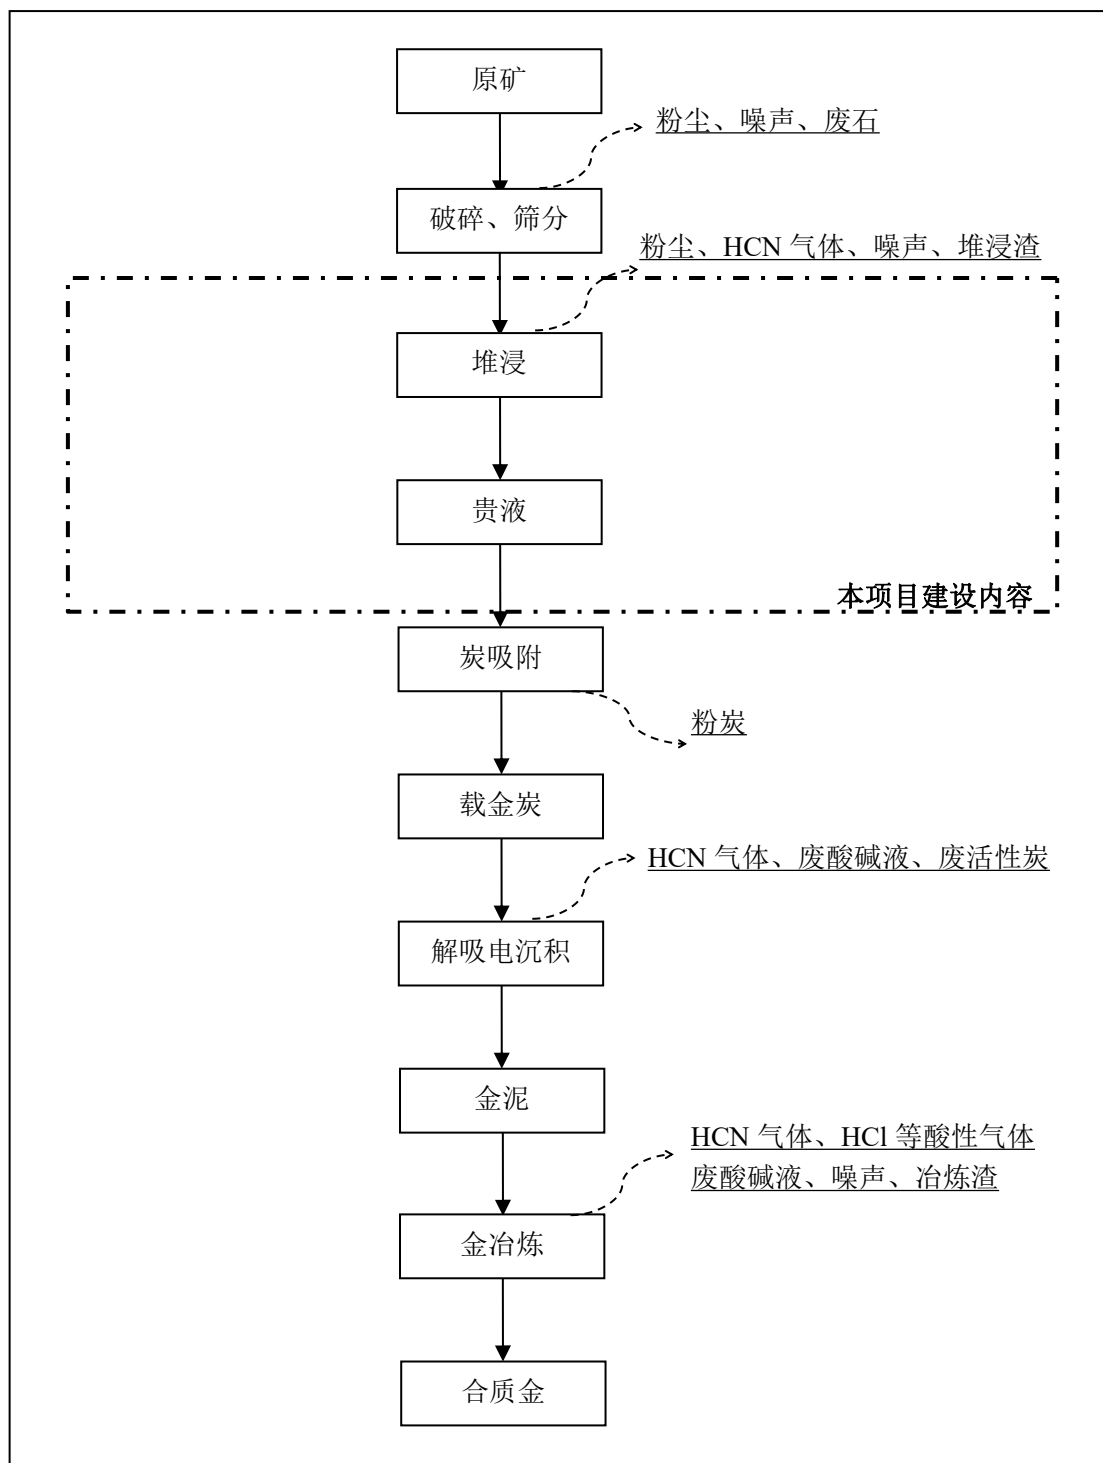 原矿
粉尘、噪声、废石
破碎、筛分
粉尘、HCN 气体、噪声、堆浸渣
堆浸
贵液
本项目建设内容
炭吸附
粉炭
载金炭
HCN 气体、废酸碱液、废活性炭
解吸电沉积
金泥
HCN 气体、HCl 等酸性气体
废酸碱液、噪声、冶炼渣
金冶炼
合质金